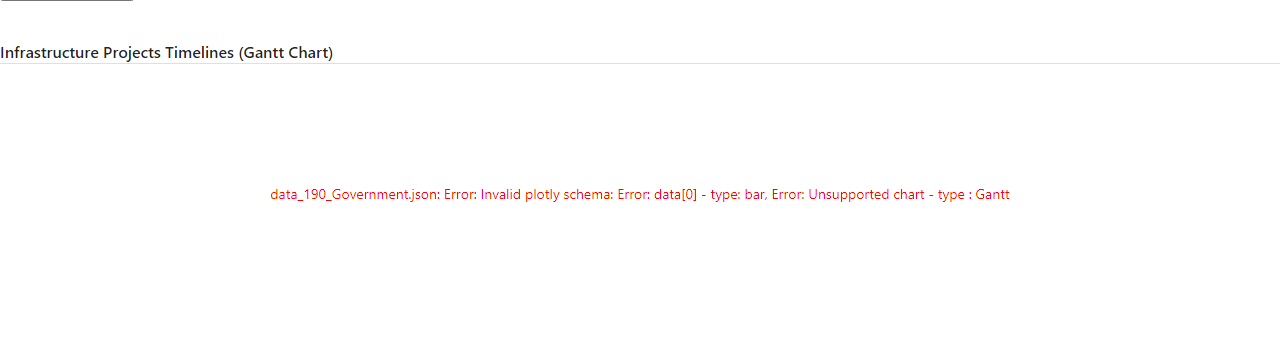 Infrastructure Projects Timelines (Gantt Chart)
data_190_Government.json: Error: Invalid plotly schema: Error: data[0] - type: bar, Error: Unsupported chart - type : Gantt